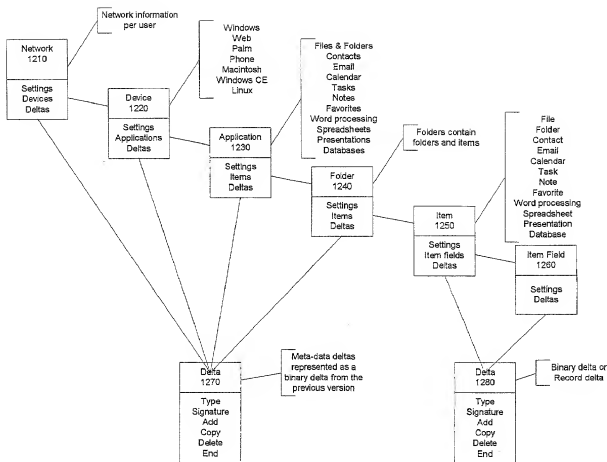 Network
1210
Settings
Devices
Deltas
Network information
per user
Device
1220
Settings
Applications
Deltas
Windows
Web
Palm
Phone
Macintosh
Windows CE
Linux
Application
1230
Settings
Items
Deltas
Files & Folders
Contacts
Email
Calendar
Tasks
Notes
Favorites
Word processing
Spreadsheets
Presentations
Databases
Folder
1240
Settings
Items
Deltas
Folders contain
folders and items
Item
1250
Settings
Item fields
Deltas
File
Folder
Contact
Email
Calendar
Task
Note
Favorite
Word processing
Spreadsheet
Presentation
Database
Item Field
1260
Settings
Deltas
Delta
1270
Type
Signature
Add
Copy
Delete
End
Meta-data deltas
represented as a
binary delta from the
previous version
Delta
1280
Type
Signature
Add
Copy
Delete
End
Binary delta or
Record delta